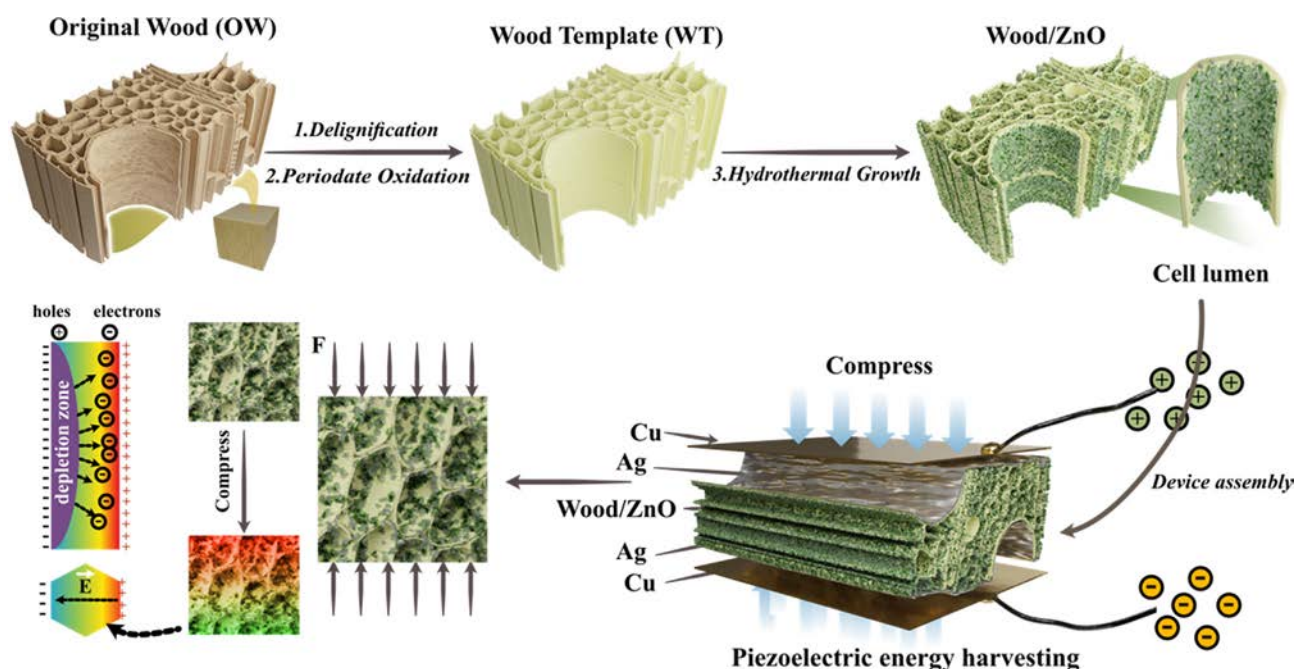 Original Wood (OW)
Wood Template (WT)
Wood/ZnO
1.Delignification
2.Periodate Oxidation
3.Hydrothermal Growth
Cell lumen
holes
electrons
depletion zone
E
Compress
F
Compress
Cu
Ag
Wood/ZnO
Ag
Cu
Device assembly
Piezoelectric energy harvesting